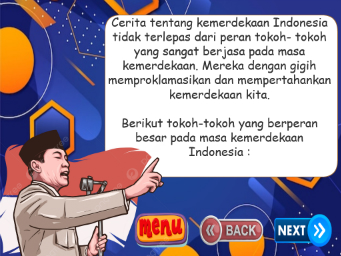 Cerita tentang kemerdekaan Indonesia
tidak terlepas dari peran tokoh- tokoh
yang sangat berjasa pada masa
kemerdekaan. Mereka dengan gigih
memproklamasikan dan mempertahankan
kemerdekaan kita.
Berikut tokoh-tokoh yang berperan
besar pada masa kemerdekaan
Indonesia :
menu
BACK
NEXT